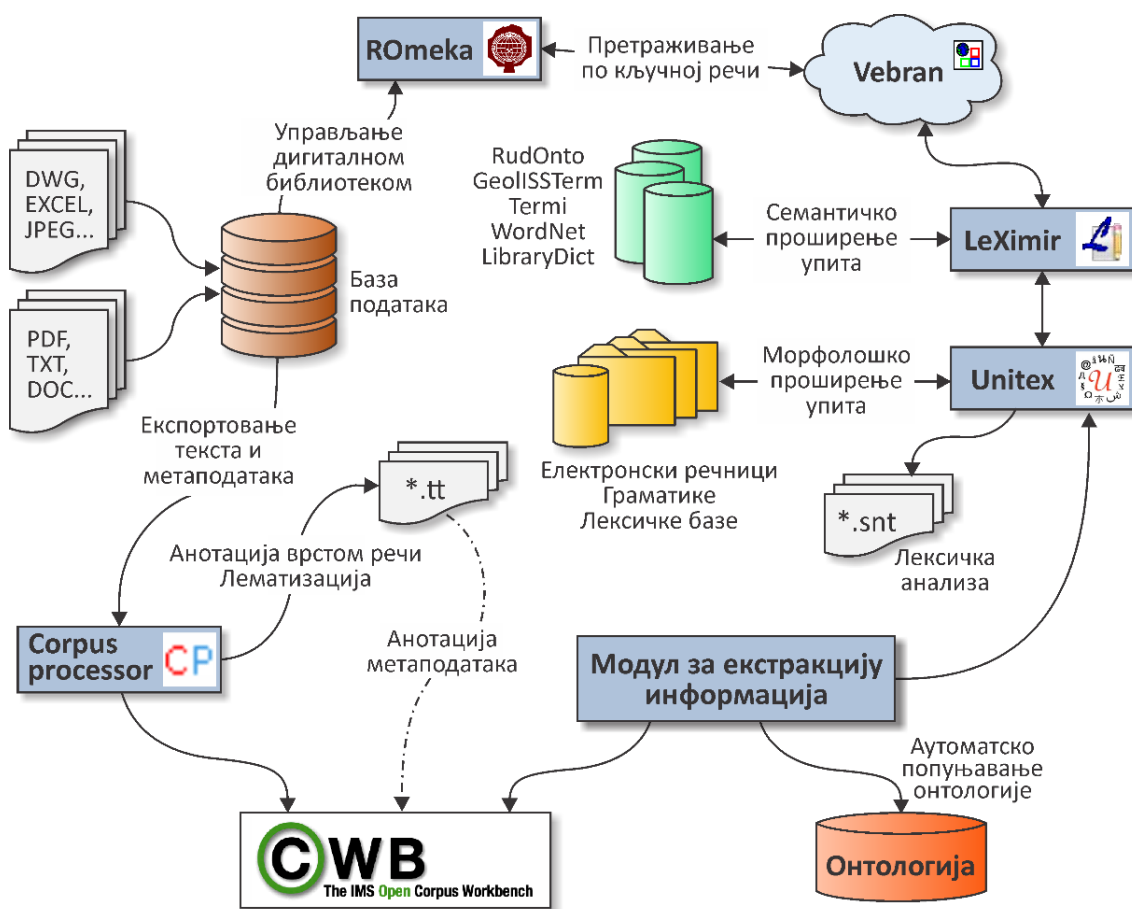 ROmeka
Претраживање
по кључној речи
Vebran
Управљање
дигиталном
библиотеком
DWG,
EXCEL,
JPEG...
RudOnto
GeolISSTerm
Termi
WordNet
LibraryDict
Семантичко
проширење
упита
LeXimir
База
података
PDF,
TXT,
DOC...
Морфолошко
проширење
упита
Unitex
Експортовање
текста и
метаподатака
*.tt
Електронски речници
Граматике
Лексичке базе
*.snt
Лексичка
анализа
Анотација врстом речи
Лематизација
Corpus
processor
CP
Анотација
метаподатака
Модул за екстракцију
информација
Аутоматско
попуњавање
онтологије
CWB
The IMS Open Corpus Workbench
Онтологија